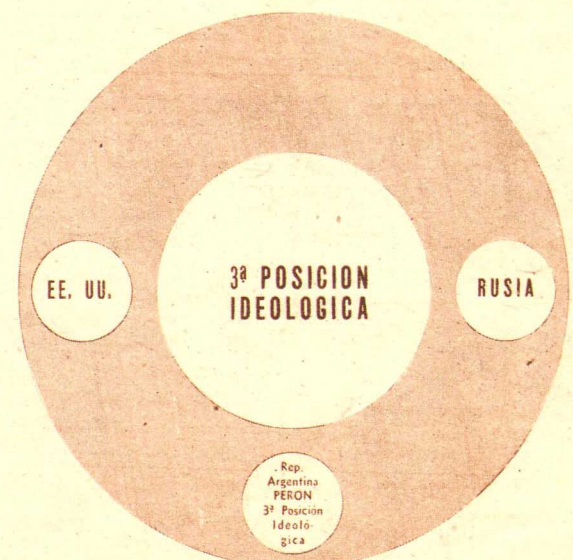 3ª POSICION
IDEOLOGICA
EE. UU.
RUSIA
Rep.
Argentina
PERON
3ª Posición
Ideoló-
gica